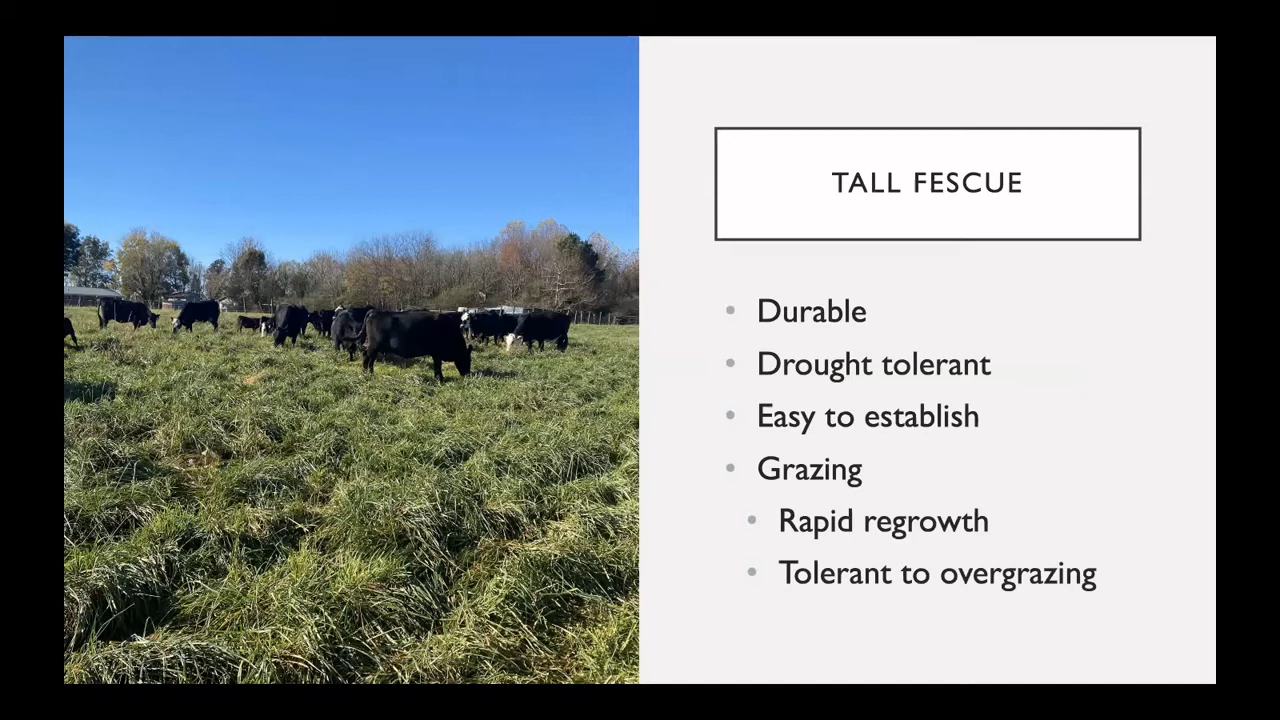 TALL FESCUE
• Durable
• Drought tolerant
• Easy to establish
• Grazing
• Rapid regrowth
• Tolerant to overgrazing